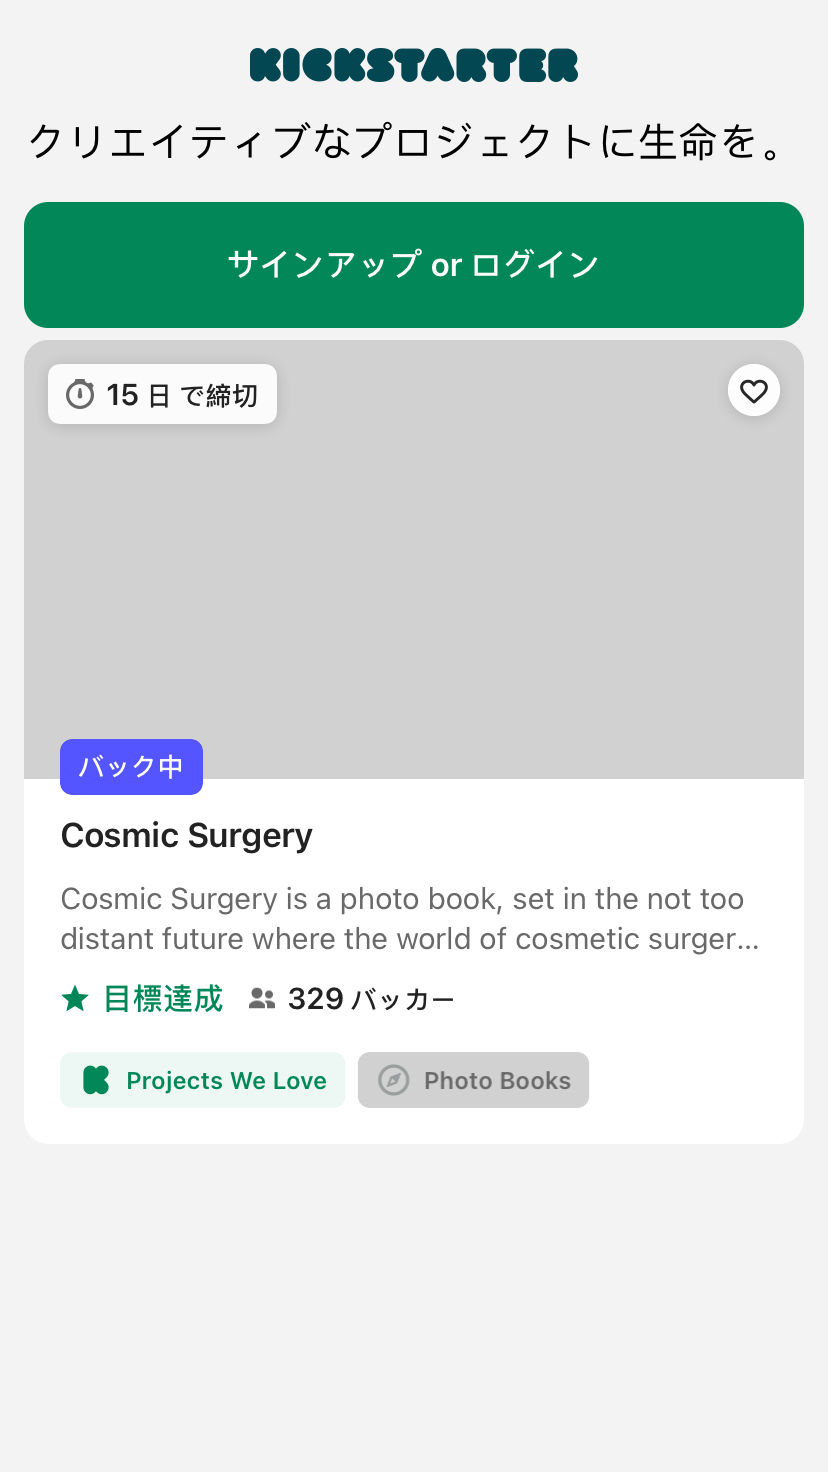 KICKSTARTER
クリエイティブなプロジェクトに生命を。
サインアップ or ログイン
15 日 で締切
バック中
Cosmic Surgery
Cosmic Surgery is a photo book, set in the not too
distant future where the world of cosmetic surger...
目標達成 329 バッカー
Projects We Love Photo Books